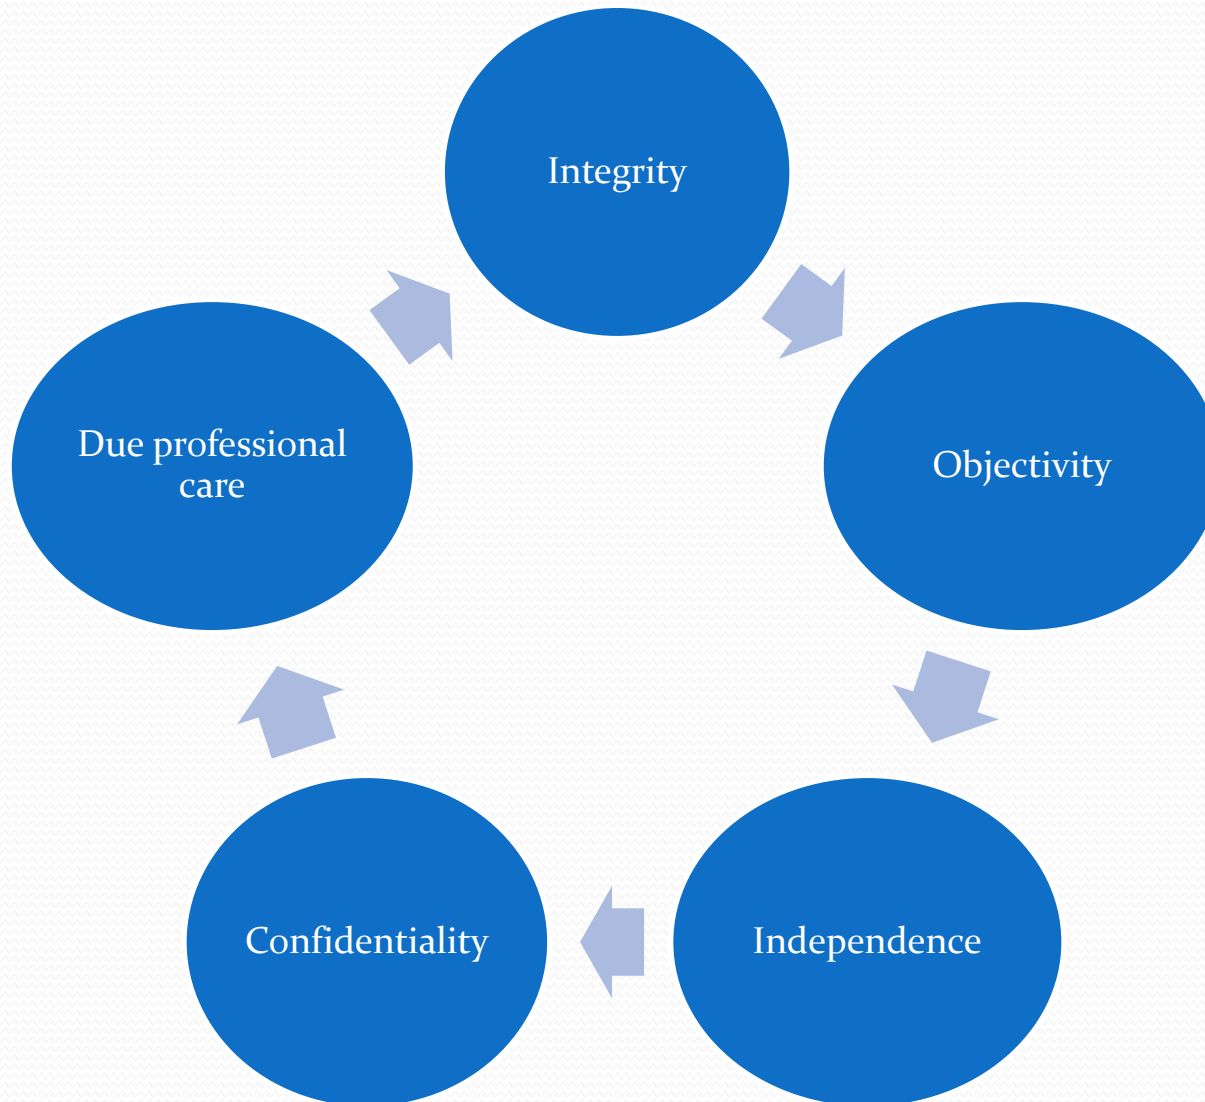 Integrity
Objectivity
Independence
Confidentiality
Due professional
care